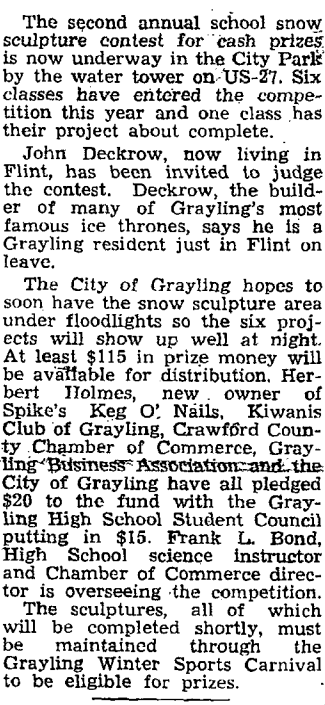 The second annual school snow
sculpture contest for cash prizes
is now underway in the City Park
by the water tower on US-27. Six
classes have entered the compe-
tition this year and one class has
their project about complete.
John Deckrow, now living in
Flint, has been invited to judge
the contest. Deckrow, the build-
er of many of Grayling's most
famous ice thrones, says he is a
Grayling resident just in Flint on
leave.
The City of Grayling hopes to
soon have the snow sculpture area
under floodlights so the six proj-
ects will show up well at night.
At least $115 in prize money will
be available for distribution. Her-
bert Holmes, new owner of
Spike's Keg O' Nails, Kiwanis
Club of Grayling, Crawford Coun-
ty Chamber of Commerce, Gray-
ling Business Association and the
City of Grayling have all pledged
$20 to the fund with the Gray-
ling High School Student Council
putting in $15. Frank L. Bond,
High School science instructor
and Chamber of Commerce direc-
tor is overseeing the competition.
The sculptures, all of which
will be completed shortly, must
be maintained through the
Grayling Winter Sports Carnival
to be eligible for prizes.